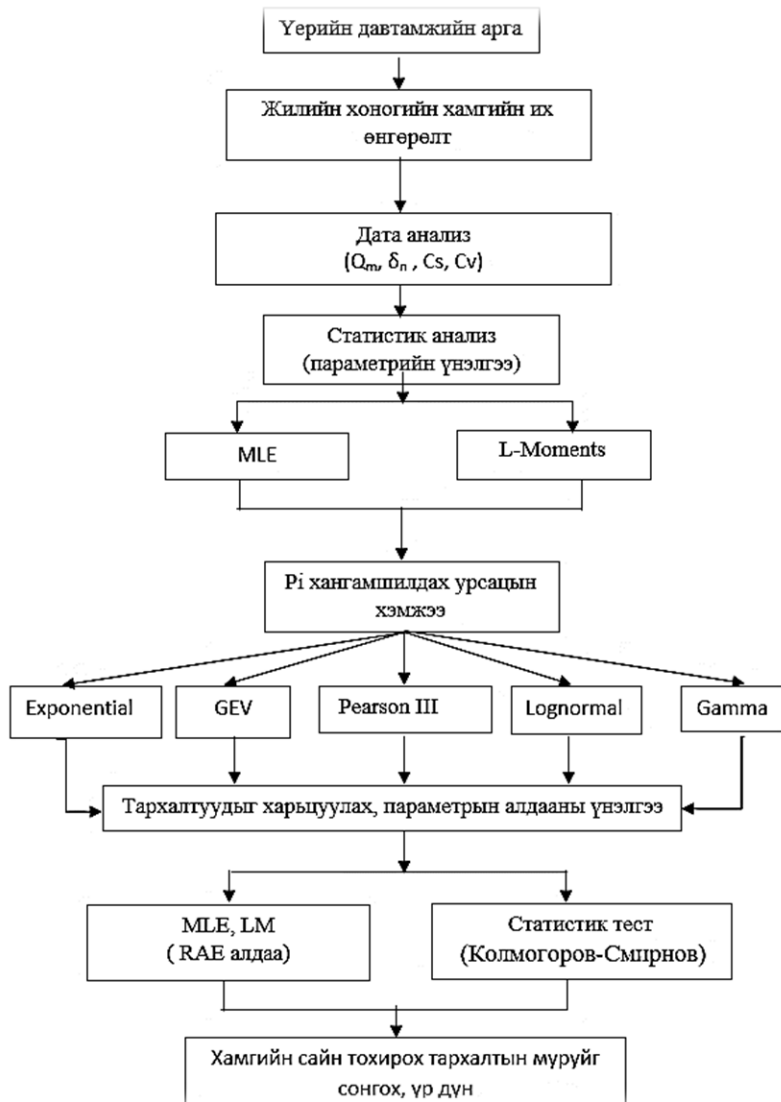 Үерийн давтамжийн арга
Жилийн хоногийн хамгийн их
өнгөрөлт
Дата анализ
(Qₘ, δₙ , Cs, Cv)
Статистик анализ
(параметрийн үнэлгээ)
MLE
L-Moments
Pi хангамшилдах урсацын
хэмжээ
Exponential
GEV
Pearson III
Lognormal
Gamma
Тархалтуудыг харьцуулах, параметрын алдааны үнэлгээ
MLE, LM
( RAE алдаа)
Статистик тест
(Колмогоров-Смирнов)
Хамгийн сайн тохирох тархалтын муруйг
сонгох, үр дүн